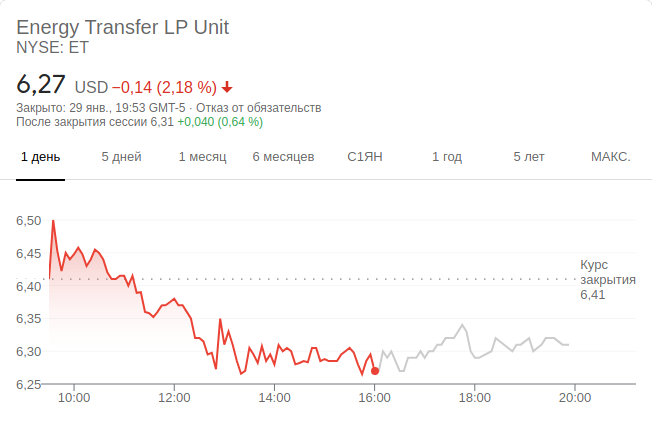 Energy Transfer LP Unit
NYSE: ET
6,27 USD −0,14 (2,18 %) 🡇
Закрыто: 29 янв., 19:53 GMT-5 · Отказ от обязательств
После закрытия сессии 6,31 +0,040 (0,64 %)
1 день 5 дней 1 месяц 6 месяцев С1ЯН 1 год 5 лет МАКС.
6,50
6,45
Курс
закрытия
6,41
6,40
6,35
6,30
6,25
10:00 12:00 14:00 16:00 18:00 20:00